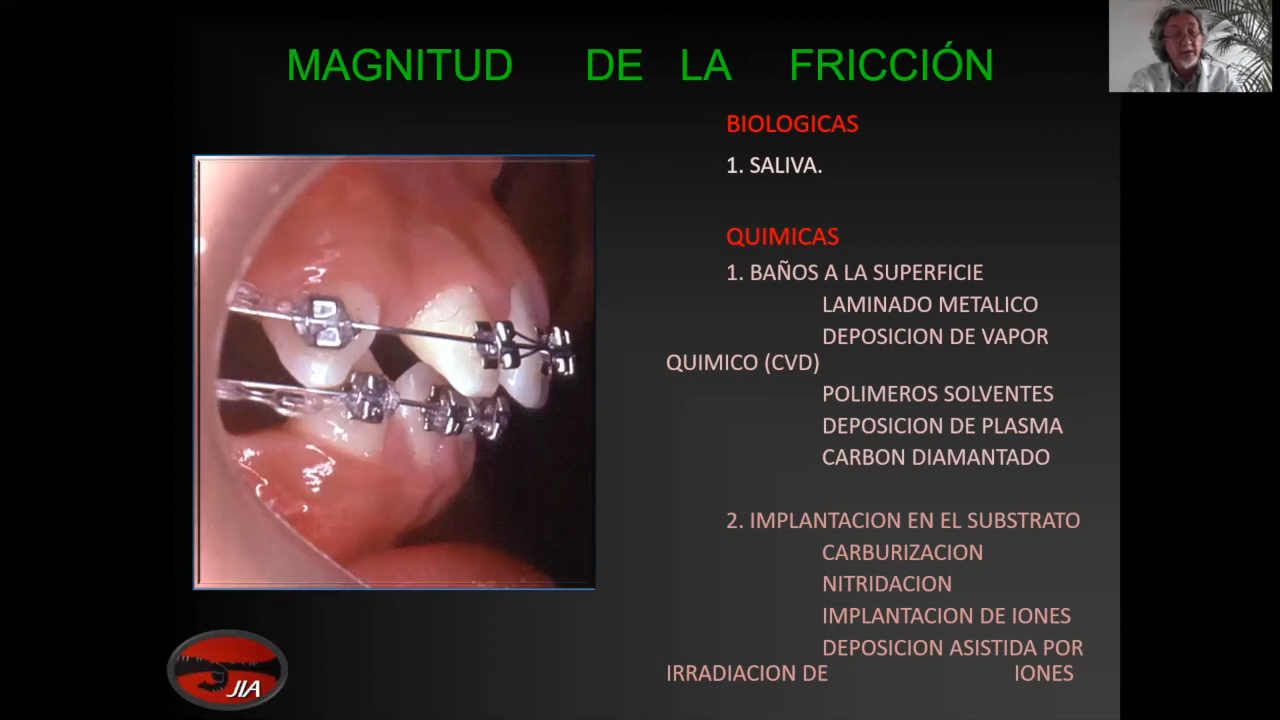 MAGNITUD DE LA FRICCIÓN
BIOLOGICAS
1. SALIVA.
QUIMICAS
1. BAÑOS A LA SUPERFICIE
LAMINADO METALICO
DEPOSICION DE VAPOR
QUIMICO (CVD)
POLIMEROS SOLVENTES
DEPOSICION DE PLASMA
CARBON DIAMANTADO
2. IMPLANTACION EN EL SUBSTRATO
CARBURIZACION
NITRIDACION
IMPLANTACION DE IONES
DEPOSICION ASISTIDA POR
IRRADIACION DE IONES
JIA